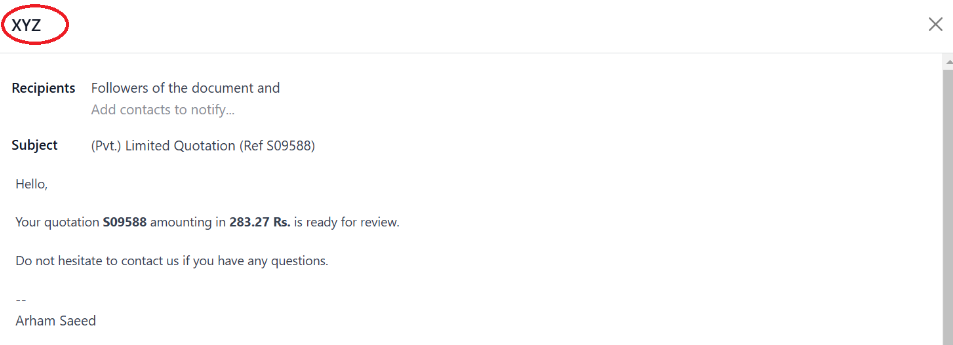 XYZ
Recipients Followers of the document and
Add contacts to notify...
Subject (Pvt.) Limited Quotation (Ref S09588)
Hello,
Your quotation S09588 amounting in 283.27 Rs. is ready for review.
Do not hesitate to contact us if you have any questions.
--
Arham Saeed